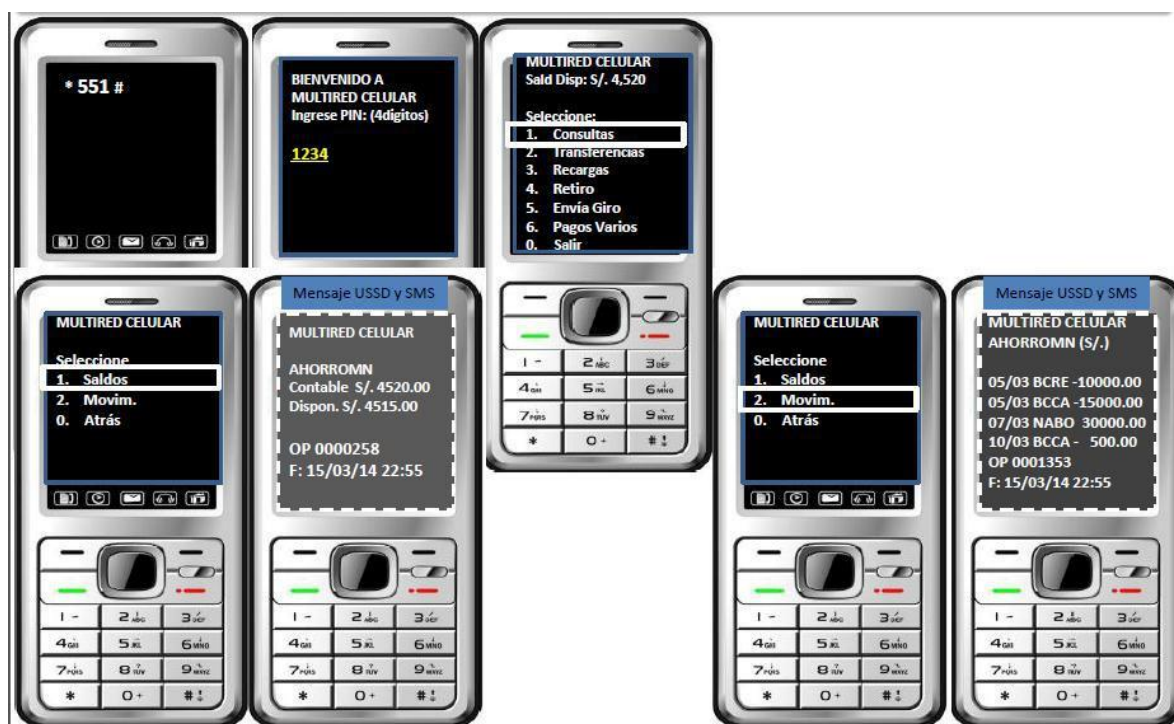 * 551 #
BIENVENIDO A
MULTIRED CELULAR
Ingrese PIN: (4digitos)
1234
MULTIRED CELULAR
Sald Disp: S/. 4,520
Seleccione:
1. Consultas
2. Transferencias
3. Recargas
4. Retiro
5. Envía Giro
6. Pagos Varios
0. Salir
MULTIRED CELULAR
Seleccione
1. Saldos
2. Movim.
0. Atrás
Mensaje USSD y SMS
MULTIRED CELULAR
AHORROMN
Contable S/. 4520.00
Dispon. S/. 4515.00
OP 0000258
F: 15/03/14 22:55
MULTIRED CELULAR
Seleccione
1. Saldos
2. Movim.
0. Atrás
Mensaje USSD y SMS
MULTIRED CELULAR
AHORROMN (S/.)
05/03 BCRE -10000.00
05/03 BCCA -15000.00
07/03 NABO 30000.00
10/03 BCCA - 500.00
OP 0001353
F: 15/03/14 22:55